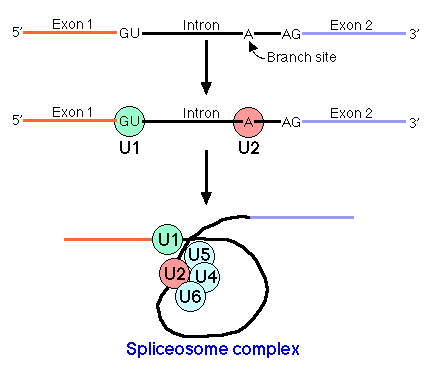 5′ Exon 1 GU Intron A AG Exon 2 3′
Branch site
5′ Exon 1 GU Intron A AG Exon 2 3′
U1 U2
U1
U5
U2 U4
U6
Spliceosome complex